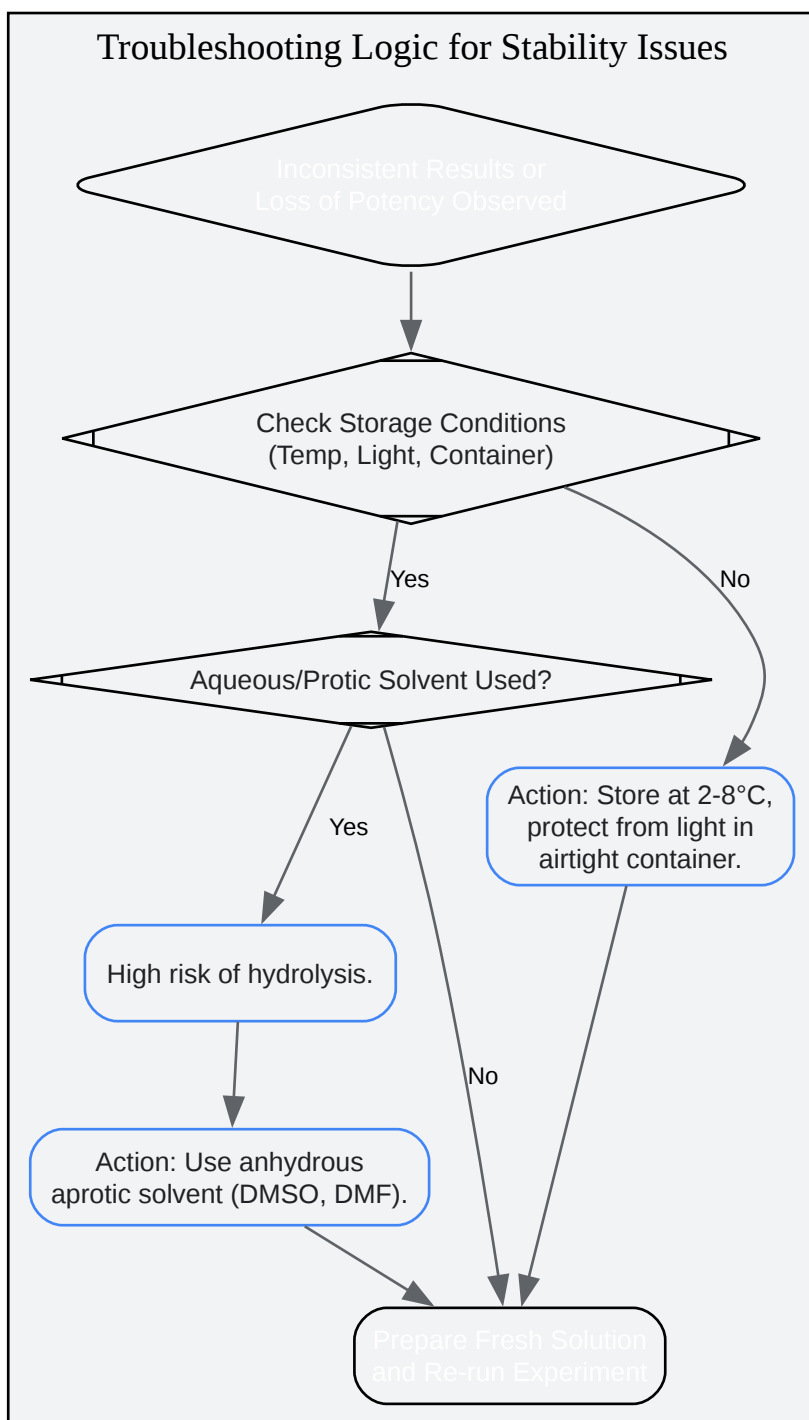 Troubleshooting Logic for Stability Issues
Inconsistent Results or
Loss of Potency Observed
Check Storage Conditions
(Temp, Light, Container)
Yes
No
Aqueous/Protic Solvent Used?
Action: Store at 2-8°C,
protect from light in
airtight container.
Yes
High risk of hydrolysis.
No
Action: Use anhydrous
aprotic solvent (DMSO, DMF).
Prepare Fresh Solution
and Re-run Experiment